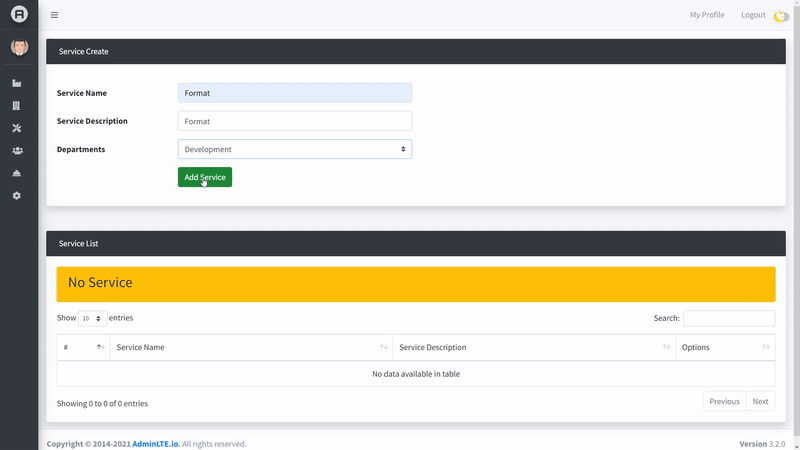 My Profile Logout
Service Create
Service Name Format
Service Description Format
Departments Development
Add Service
Service List
No Service
Show 10 entries Search:
# Service Name Service Description Options
No data available in table
Showing 0 to 0 of 0 entries Previous Next
Copyright © 2014-2021 AdminLTE.io. All rights reserved. Version 3.2.0